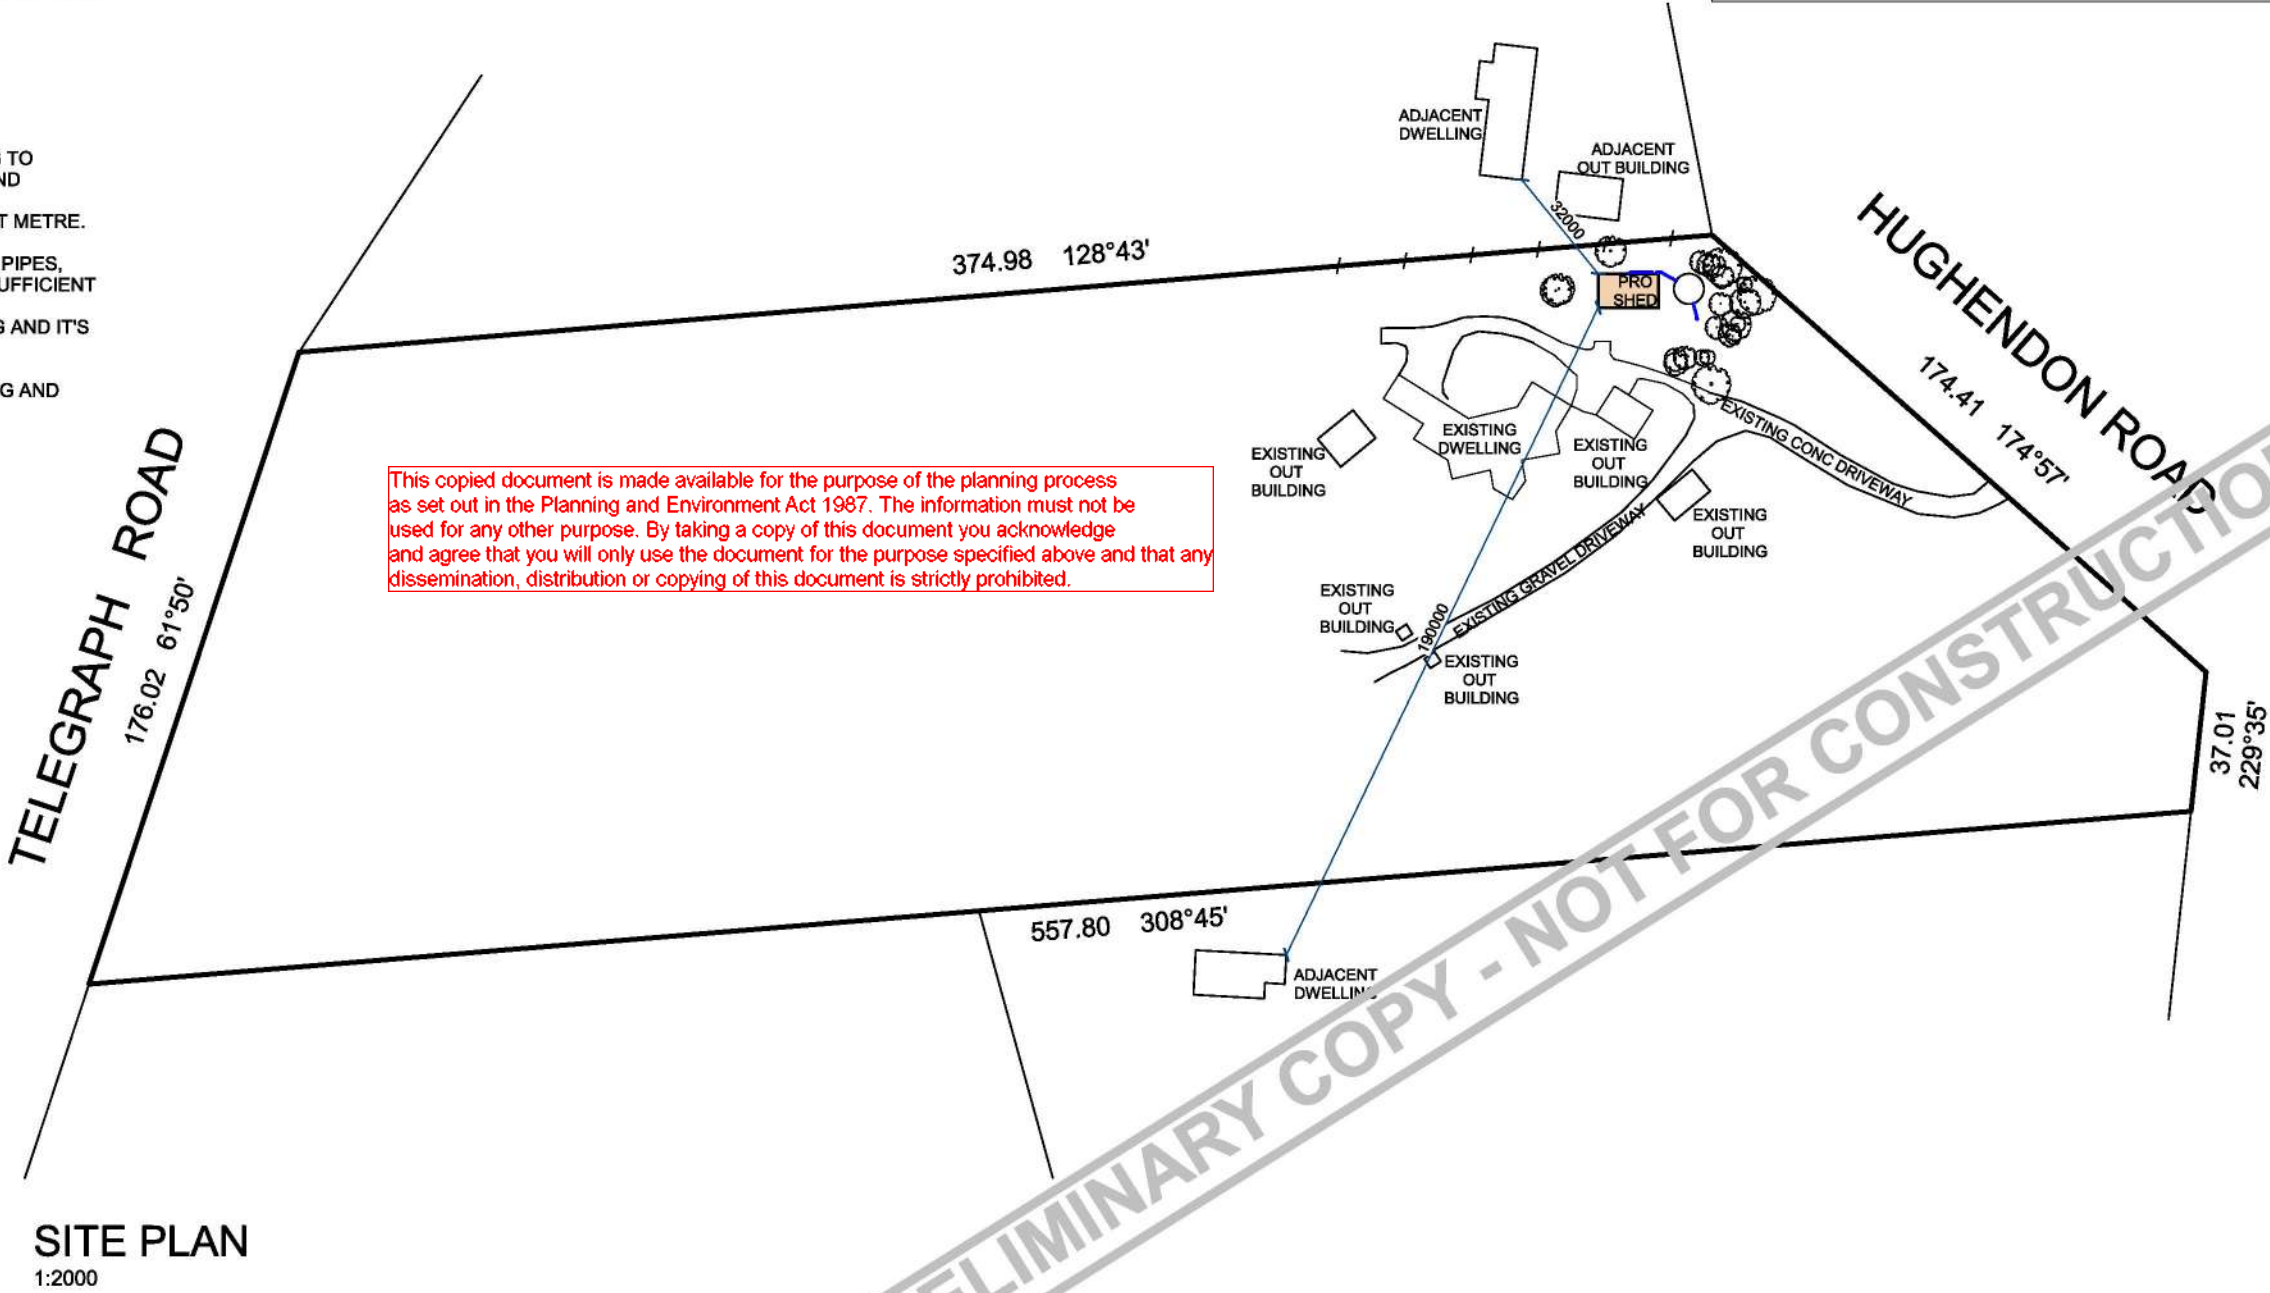 TO
T METRE.
PIPES,
AND IT'S
G AND
ADJACENT
DWELLING
ADJACENT
OUT BUILDING
32000
374.98 128°43'
PRO
SHED
HUGHENDON ROAD
174.41 174°57'
EXISTING CONC DRIVEWAY
EXISTING
DWELLING
EXISTING
OUT
BUILDING
EXISTING
OUT
BUILDING
EXISTING
OUT
BUILDING
This copied document is made available for the purpose of the planning process
as set out in the Planning and Environment Act 1987. The information must not be
used for any other purpose. By taking a copy of this document you acknowledge
and agree that you will only use the document for the purpose specified above and that any
dissemination, distribution or copying of this document is strictly prohibited.
TELEGRAPH ROAD
176.02 61°50'
EXISTING GRAVEL DRIVEWAY
EXISTING
OUT
BUILDING
190000
EXISTING
OUT
BUILDING
37.01
229°35'
557.80 308°45'
ADJACENT
DWELLING
ELIMINARY COPY - NOT FOR CONSTRUCTIO
SITE PLAN
1:2000